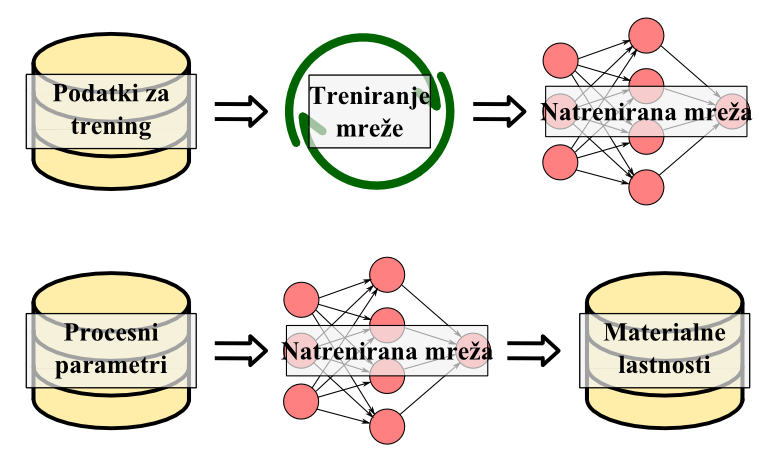 Podatki za
trening
Treniranje
mreže
Natrenirana mreža
Procesni
parametri
Natrenirana mreža
Materialne
lastnosti